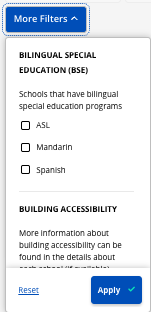 More Filters
BILINGUAL SPECIAL
EDUCATION (BSE)
Schools that have bilingual
special education programs
ASL
Mandarin
Spanish
BUILDING ACCESSIBILITY
More information about
building accessibility can be
found in the details about
each school (if available)
Reset
Apply